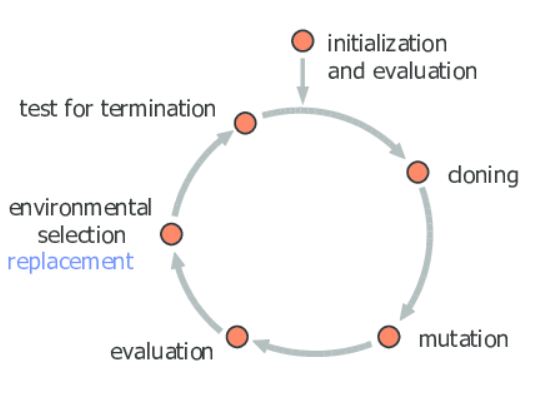 initialization
and evaluation
test for termination
cloning
environmental
selection
replacement
mutation
evaluation